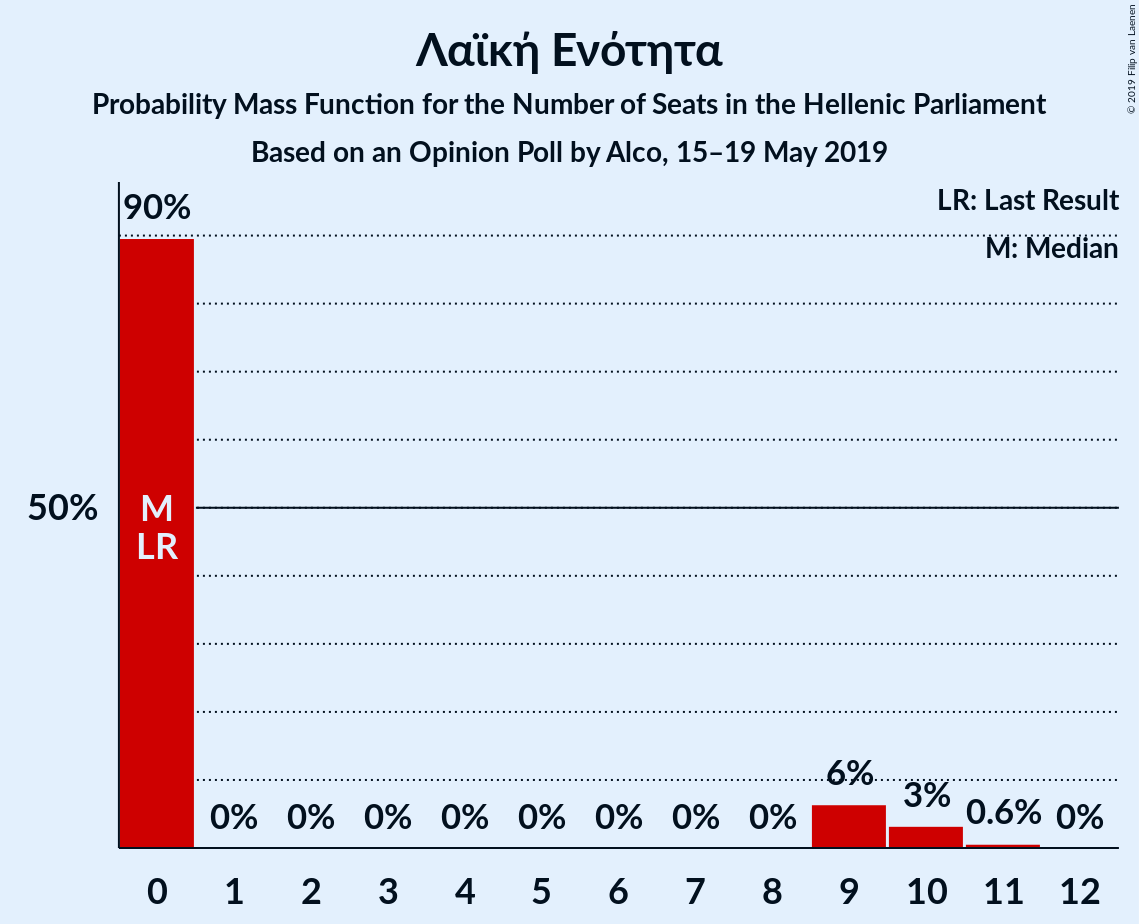 Λαϊκή Ενότητα
Probability Mass Function for the Number of Seats in the Hellenic Parliament
Based on an Opinion Poll by Alco, 15–19 May 2019
© 2019 Filip van Laenen
LR: Last Result
M: Median
90%
50%
M
LR
0% 0% 0% 0% 0% 0% 0% 0% 6% 3% 0.6% 0%
0 1 2 3 4 5 6 7 8 9 10 11 12